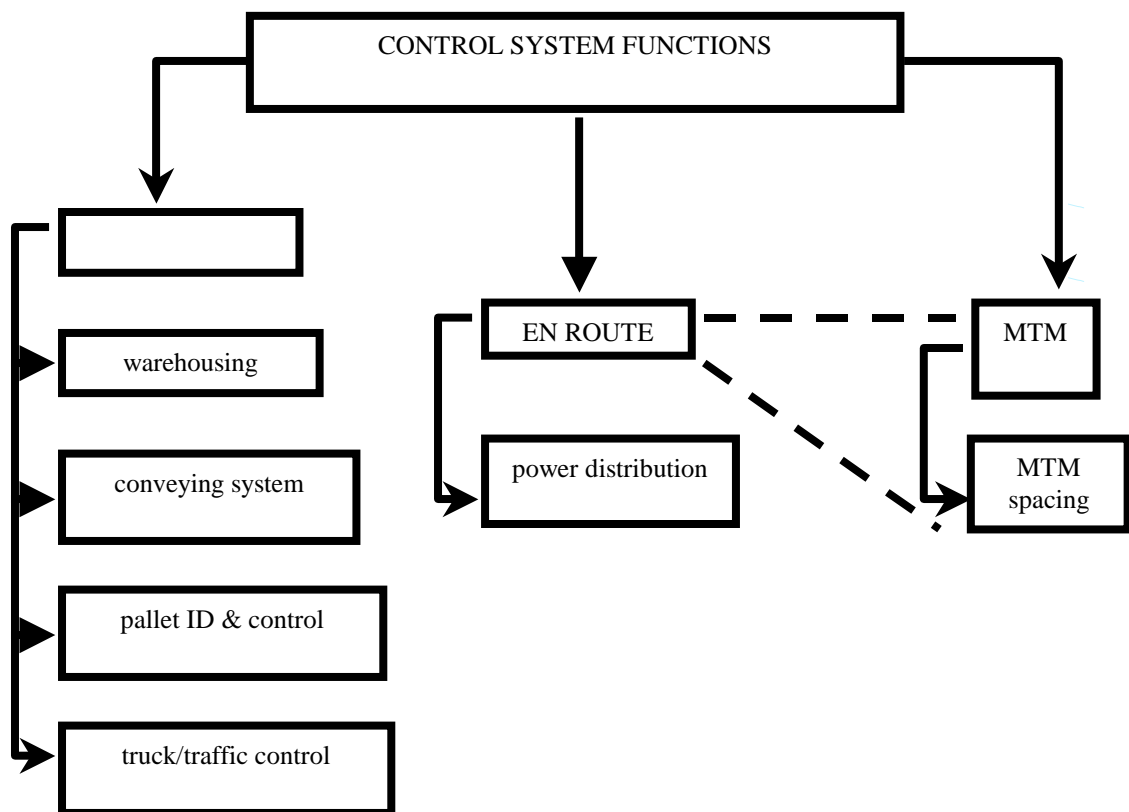 CONTROL SYSTEM FUNCTIONS
EN ROUTE
MTM
warehousing
conveying system
power distribution
MTM
spacing
pallet ID & control
truck/traffic control